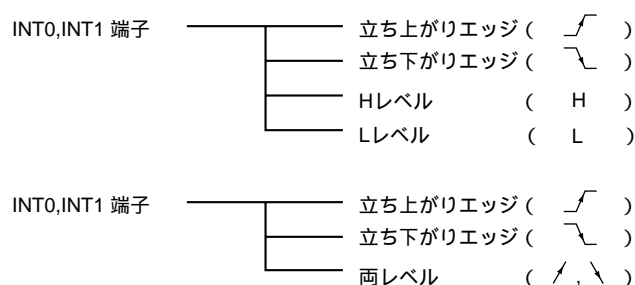 INT0,INT1 端子 立ち上がりエッジ ( )
立ち下がりエッジ ( )
Hレベル ( H )
Lレベル ( L )
INT0,INT1 端子 立ち上がりエッジ ( )
立ち下がりエッジ ( )
両レベル ( , )